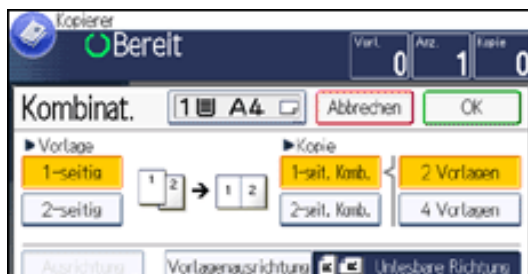 Kopierer
Bereit
Vorl. Anz. Kopie
0 1 0
Kombinat. 1 A4 Abbrechen OK
Vorlage Kopie
1-seitig 1 2 1 2 1-seit. Komb. 2 Vorlagen
2-seitig 2-seit. Komb. 4 Vorlagen
Ausrichtung Vorlagenausrichtung Unlesbare Richtung